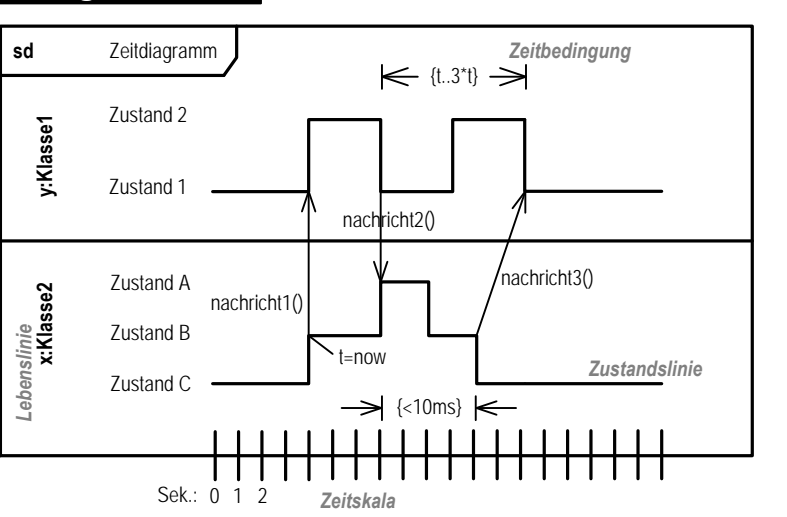 sd Zeitdiagramm
Zeitbedingung
{t..3*t}
y:Klasse1
Zustand 2
Zustand 1
nachricht2()
Lebenslinie
x:Klasse2
Zustand A
nachricht1()
nachricht3()
Zustand B
t=now
Zustandslinie
Zustand C
{<10ms}
Sek.: 0 1 2
Zeitskala